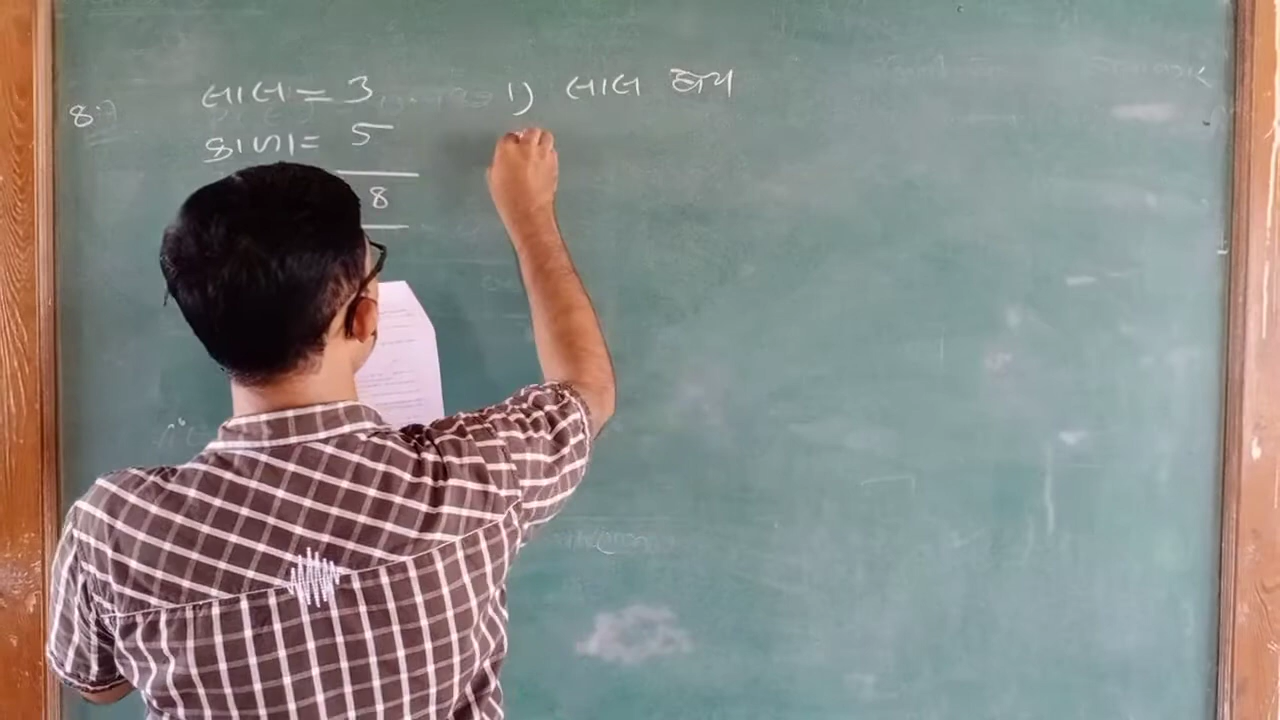 8:-) લાલ = 3
કાળા = 5
8
1) લાલ હોય